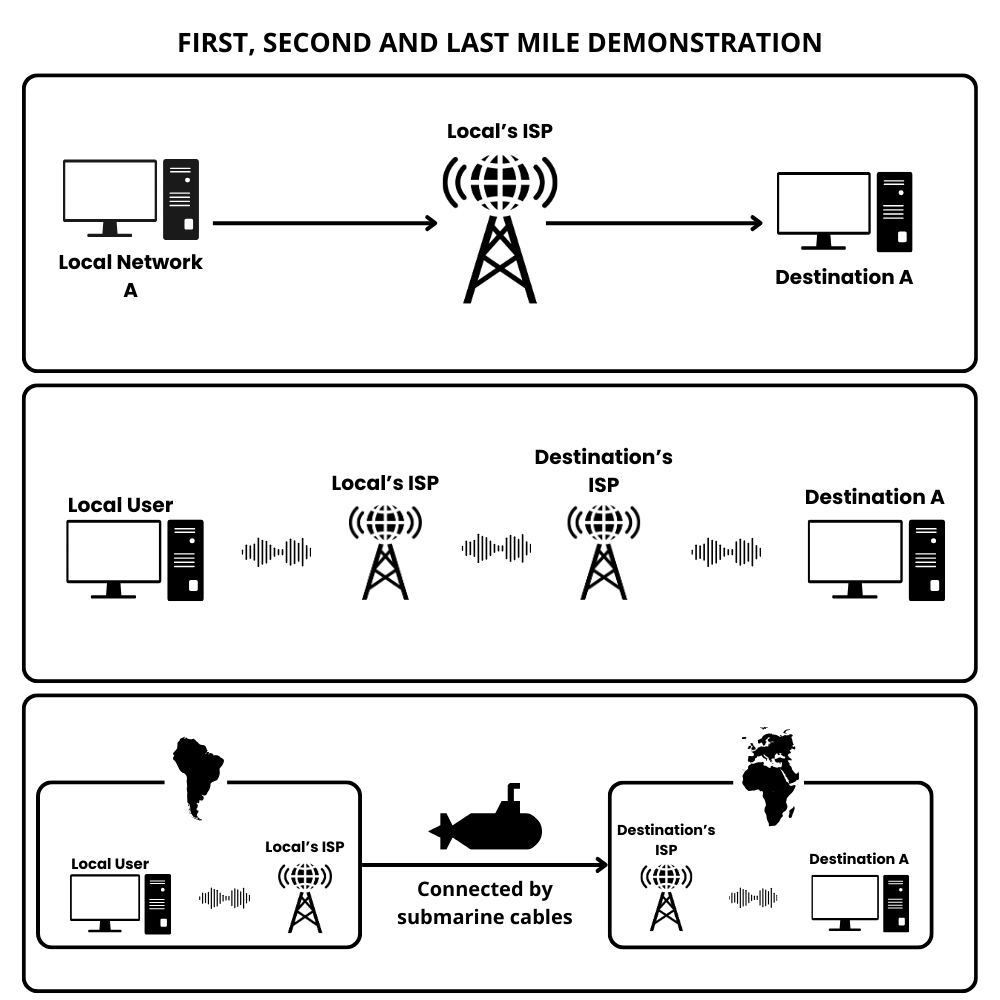 FIRST, SECOND AND LAST MILE DEMONSTRATION
Local's ISP
Local Network
A
Destination A
Local User
Local's ISP
Destination's
ISP
Destination A
Local User
Local's ISP
Connected by
submarine cables
Destination's
ISP
Destination A